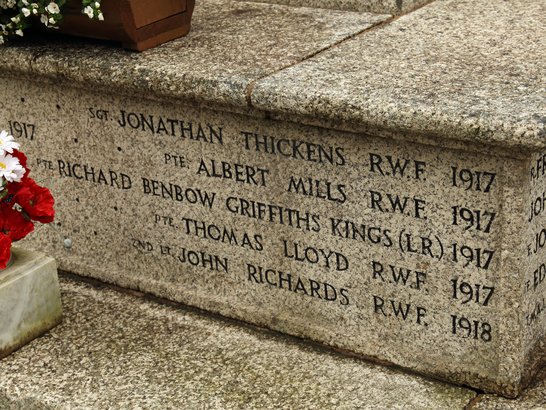 1917
SGT JONATHAN THICKENS R.W.F. 1917
PTE. ALBERT MILLS R.W.F. 1917
PTE RICHARD BENBOW GRIFFITHS KINGS (L.R.) 1917
PTE. THOMAS LLOYD R.W.F. 1917
2ND LT. JOHN RICHARDS R.W.F. 1918